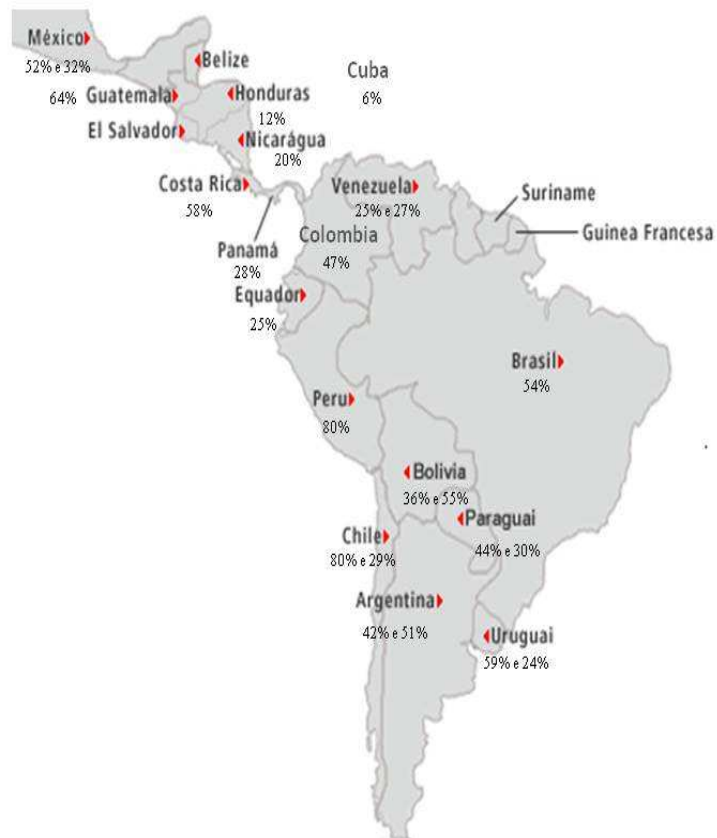 México
52% e 32%
Belize
Cuba
6%
64%
Guatemala
Honduras
12%
El Salvador
Nicarágua
20%
Costa Rica
58%
Venezuela
25% e 27%
Suriname
Guinea Francesa
Panamá
28%
Colombia
47%
Equador
25%
Brasil
54%
Peru
80%
Bolivia
36% e 55%
Paraguai
44% e 30%
Chile
80% e 29%
Argentina
42% e 51%
Uruguai
59% e 24%